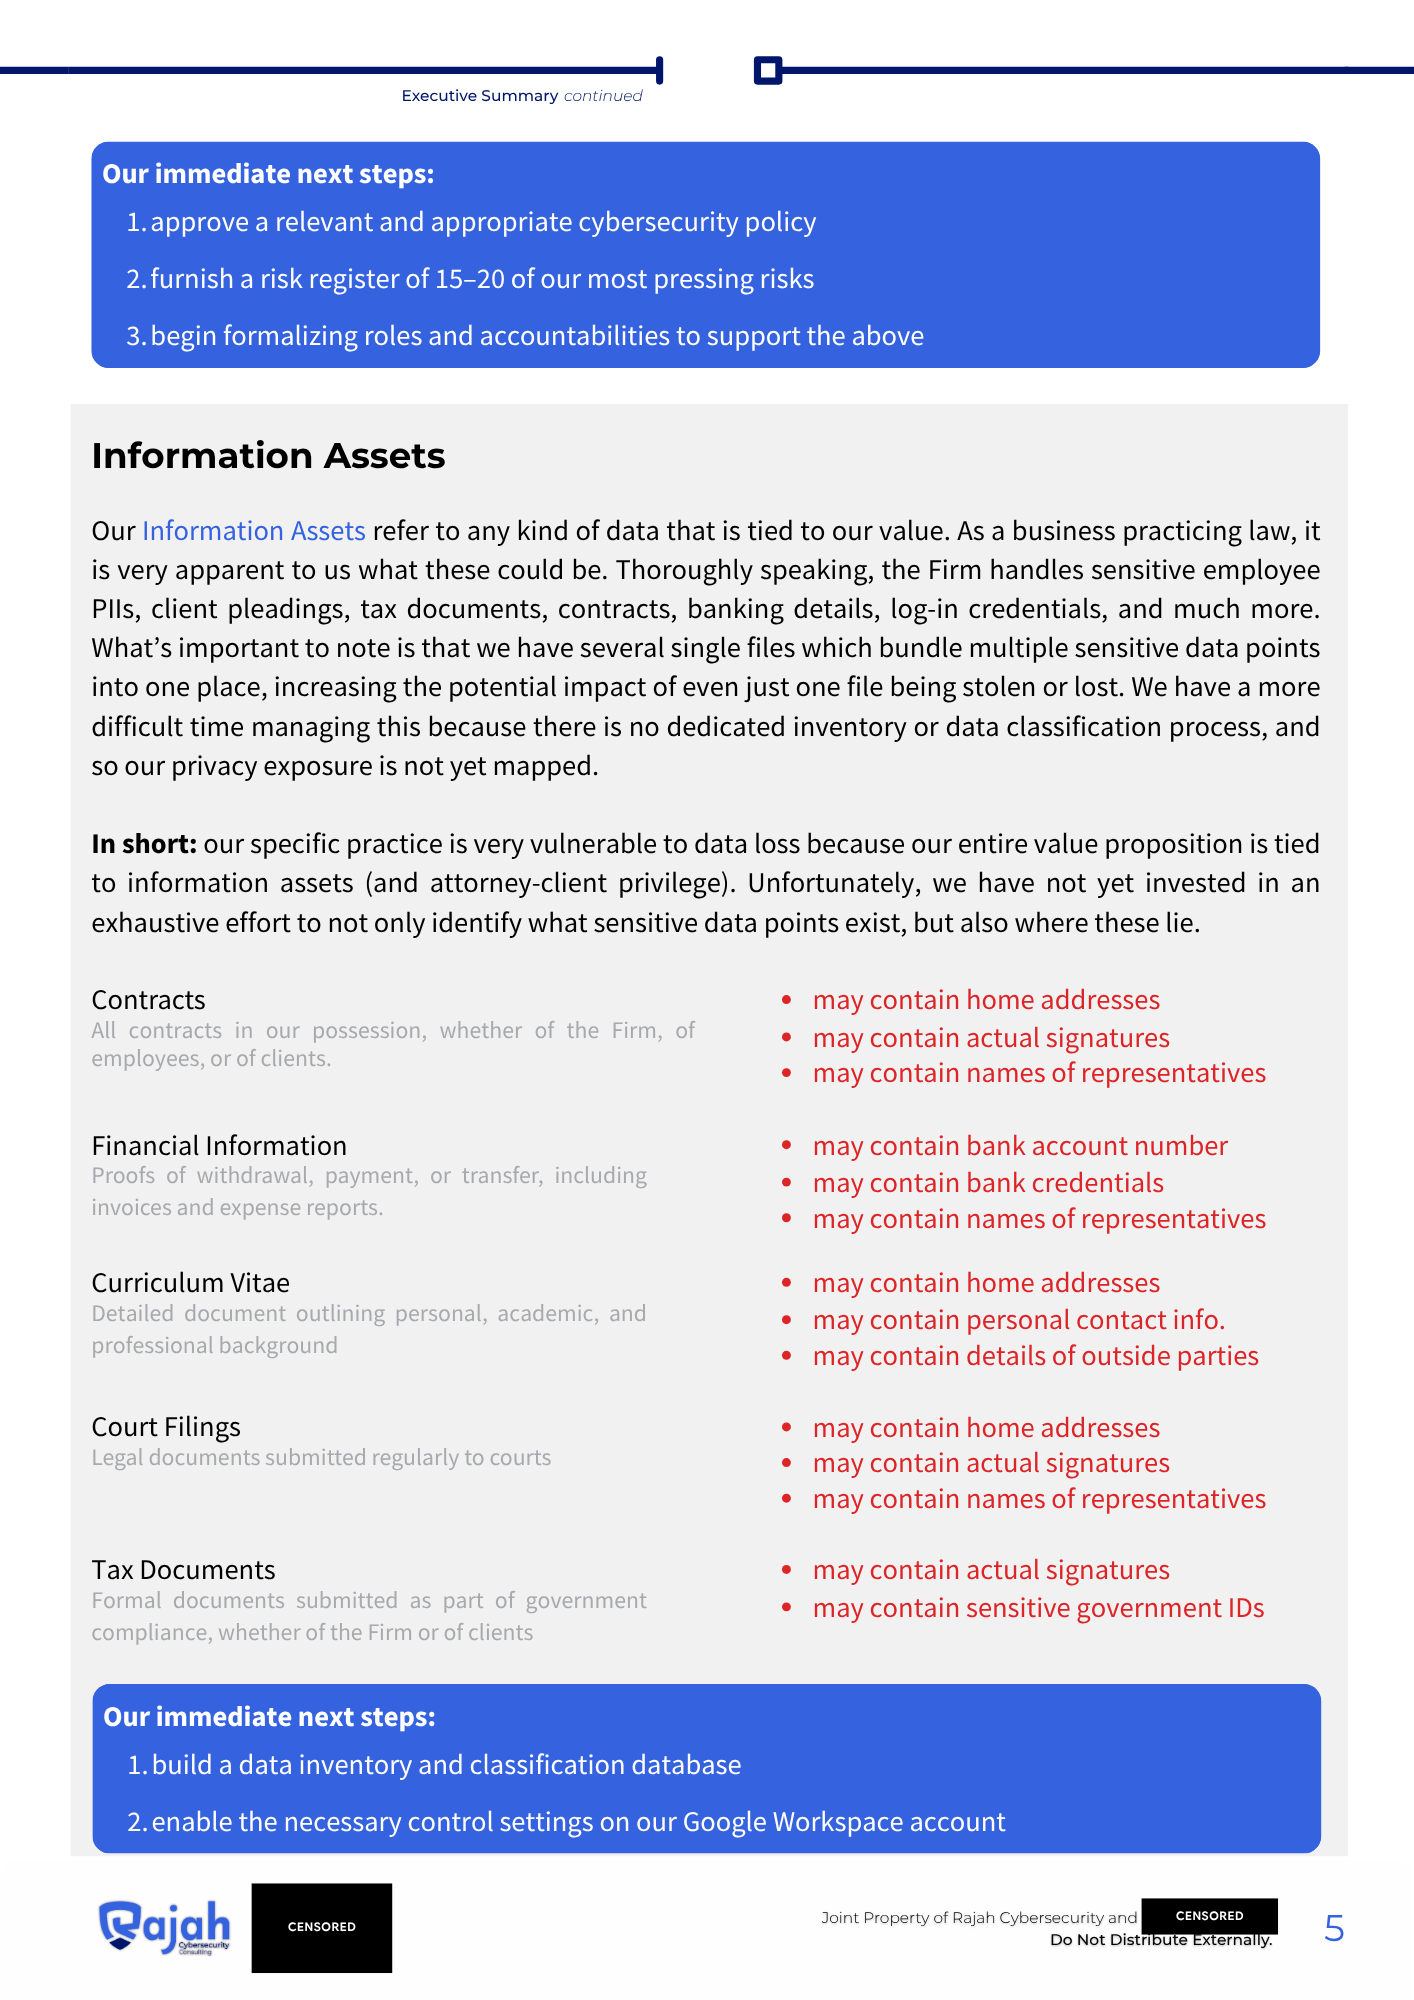 Executive Summary continued
Our immediate next steps:
1. approve a relevant and appropriate cybersecurity policy
2. furnish a risk register of 15–20 of our most pressing risks
3. begin formalizing roles and accountabilities to support the above
Information Assets
Our Information Assets refer to any kind of data that is tied to our value. As a business practicing law, it
is very apparent to us what these could be. Thoroughly speaking, the Firm handles sensitive employee
PIIs, client pleadings, tax documents, contracts, banking details, log-in credentials, and much more.
What’s important to note is that we have several single files which bundle multiple sensitive data points
into one place, increasing the potential impact of even just one file being stolen or lost. We have a more
difficult time managing this because there is no dedicated inventory or data classification process, and
so our privacy exposure is not yet mapped.
In short: our specific practice is very vulnerable to data loss because our entire value proposition is tied
to information assets (and attorney-client privilege). Unfortunately, we have not yet invested in an
exhaustive effort to not only identify what sensitive data points exist, but also where these lie.
Contracts
All contracts in our possession, whether of the Firm, of
employees, or of clients.
• may contain home addresses
• may contain actual signatures
• may contain names of representatives
Financial Information
Proofs of withdrawal, payment, or transfer, including
invoices and expense reports.
• may contain bank account number
• may contain bank credentials
• may contain names of representatives
Curriculum Vitae
Detailed document outlining personal, academic, and
professional background
• may contain home addresses
• may contain personal contact info.
• may contain details of outside parties
Court Filings
Legal documents submitted regularly to courts
• may contain home addresses
• may contain actual signatures
• may contain names of representatives
Tax Documents
Formal documents submitted as part of government
compliance, whether of the Firm or of clients
• may contain actual signatures
• may contain sensitive government IDs
Our immediate next steps:
1. build a data inventory and classification database
2. enable the necessary control settings on our Google Workspace account
Rajah
Cybersecurity
Consulting
CENSORED
Joint Property of Rajah Cybersecurity and CENSORED
Do Not Distribute Externally.
5